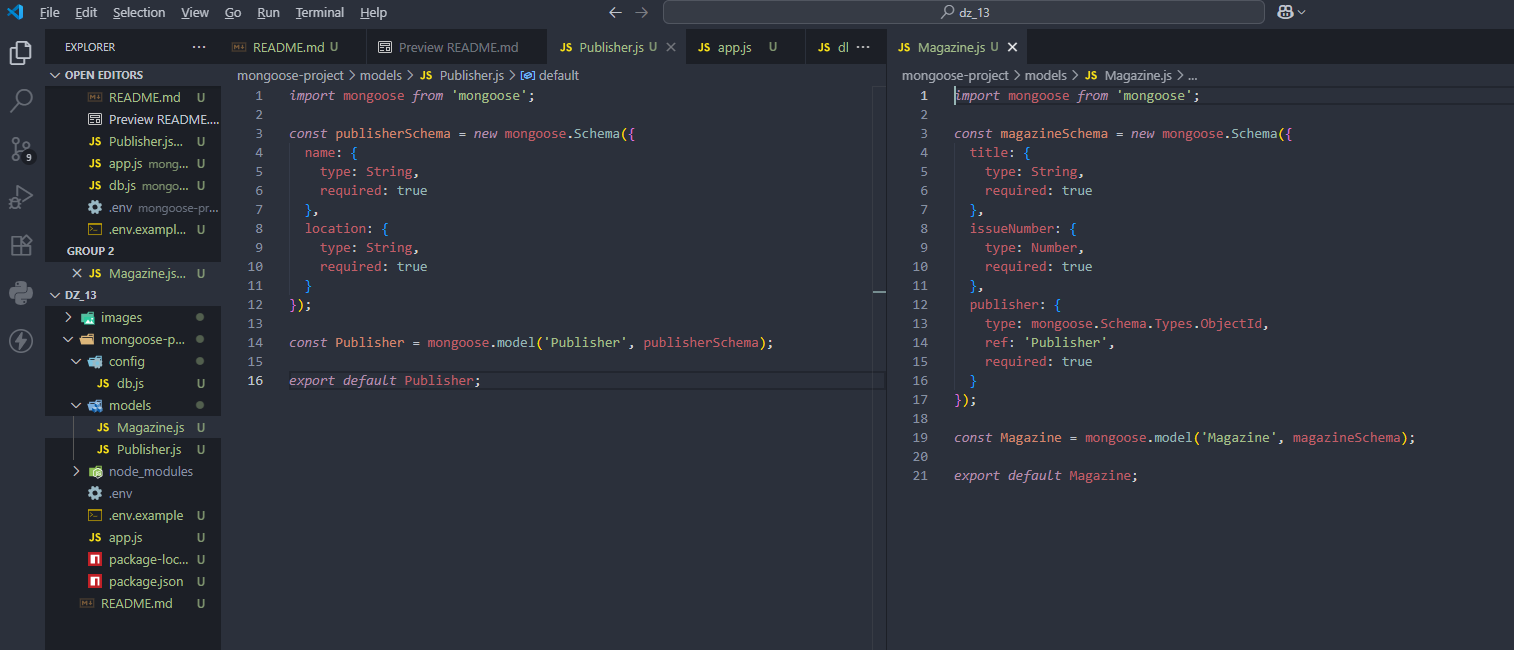 File Edit Selection View Go Run Terminal Help
dz_13
EXPLORER
README.md U
Preview README.md
JS Publisher.js U
JS app.js U
JS dl
JS Magazine.js U
OPEN EDITORS
README.md U
Preview README....
JS Publisher.js... U
JS app.js mong... U
JS db.js mongo... U
.env mongoose-pr...
.env.exampl... U
GROUP 2
JS Magazine.js... U
DZ_13
images
mongoose-p...
config
JS db.js U
models
JS Magazine.js U
JS Publisher.js U
node_modules
.env
.env.example U
JS app.js U
package-loc... U
package.json U
README.md U
9
mongoose-project > models > JS Publisher.js > default
1 import mongoose from 'mongoose';
2
3 const publisherSchema = new mongoose.Schema({
4 name: {
5 type: String,
6 required: true
7 },
8 location: {
9 type: String,
10 required: true
11 }
12 });
13
14 const Publisher = mongoose.model('Publisher', publisherSchema);
15
16 export default Publisher;
mongoose-project > models > JS Magazine.js > ...
1 import mongoose from 'mongoose';
2
3 const magazineSchema = new mongoose.Schema({
4 title: {
5 type: String,
6 required: true
7 },
8 issueNumber: {
9 type: Number,
10 required: true
11 },
12 publisher: {
13 type: mongoose.Schema.Types.ObjectId,
14 ref: 'Publisher',
15 required: true
16 }
17 });
18
19 const Magazine = mongoose.model('Magazine', magazineSchema);
20
21 export default Magazine;